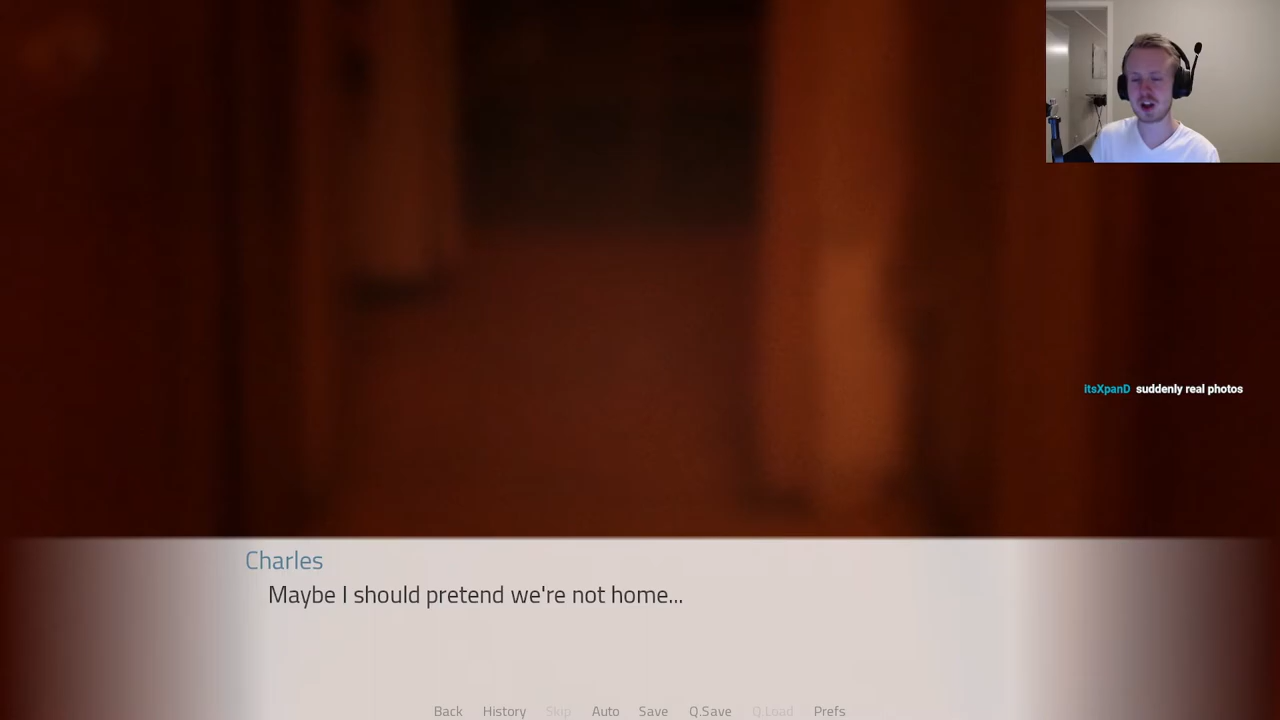 itsXpanD suddenly real photos
Charles
Maybe I should pretend we're not home...
Back History Skip Auto Save Q.Save Q.Load Prefs